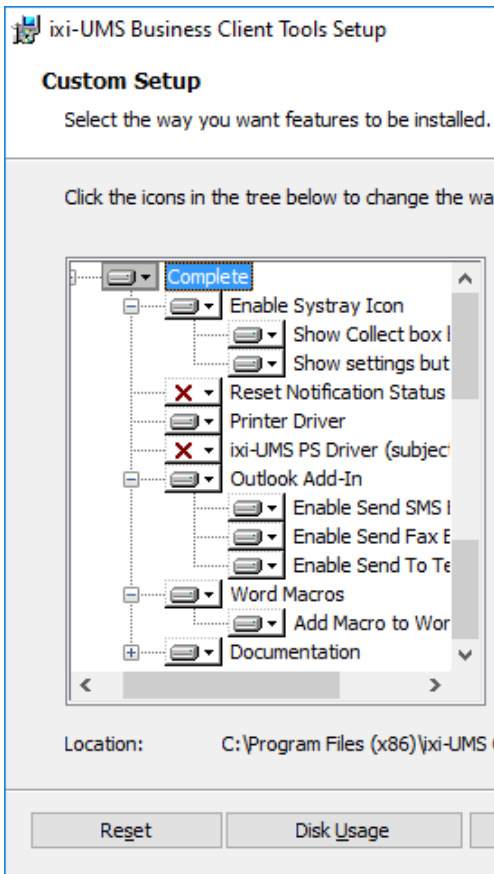 ixi-UMS Business Client Tools Setup
Custom Setup
Select the way you want features to be installed.
Click the icons in the tree below to change the wa
Complete
Enable Systray Icon
Show Collect box
Show settings but
Reset Notification Status
Printer Driver
ixi-UMS PS Driver (subject
Outlook Add-In
Enable Send SMS
Enable Send Fax
Enable Send To Te
Word Macros
Add Macro to Wor
Documentation
Location: C:\Program Files (x86)\ixi-UMS
Reset Disk Usage